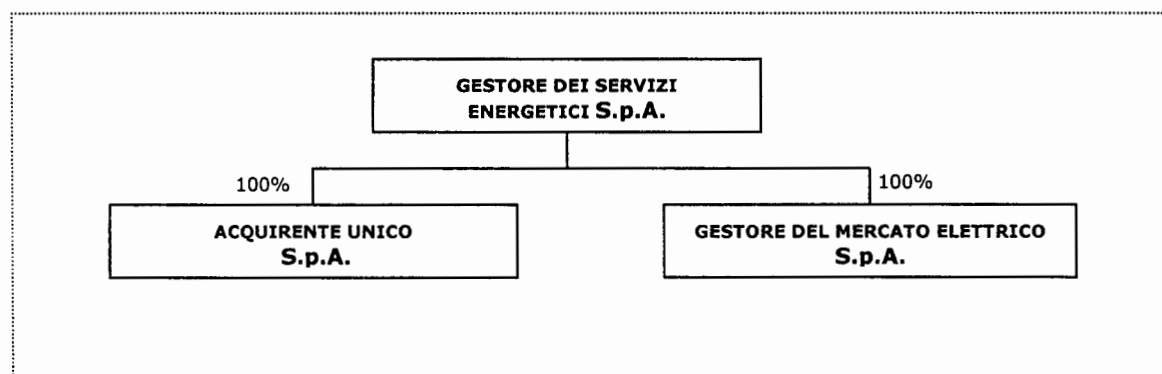 GESTORE DEI SERVIZI
ENERGETICI S.p.A.
100%
100%
ACQUIRENTE UNICO
S.p.A.
GESTORE DEL MERCATO ELETTRICO
S.p.A.